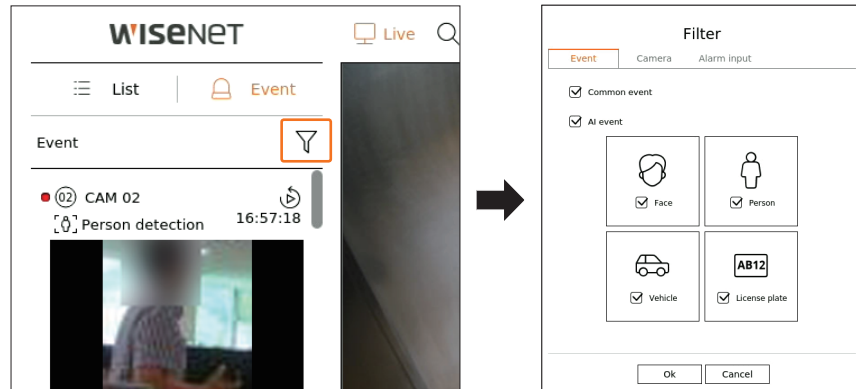 WISENET
Live
List
Event
Event
02 CAM 02
Person detection
16:57:18
Filter
Event Camera Alarm input
Common event
AI event
Face
Person
Vehicle
AB12
License plate
Ok
Cancel